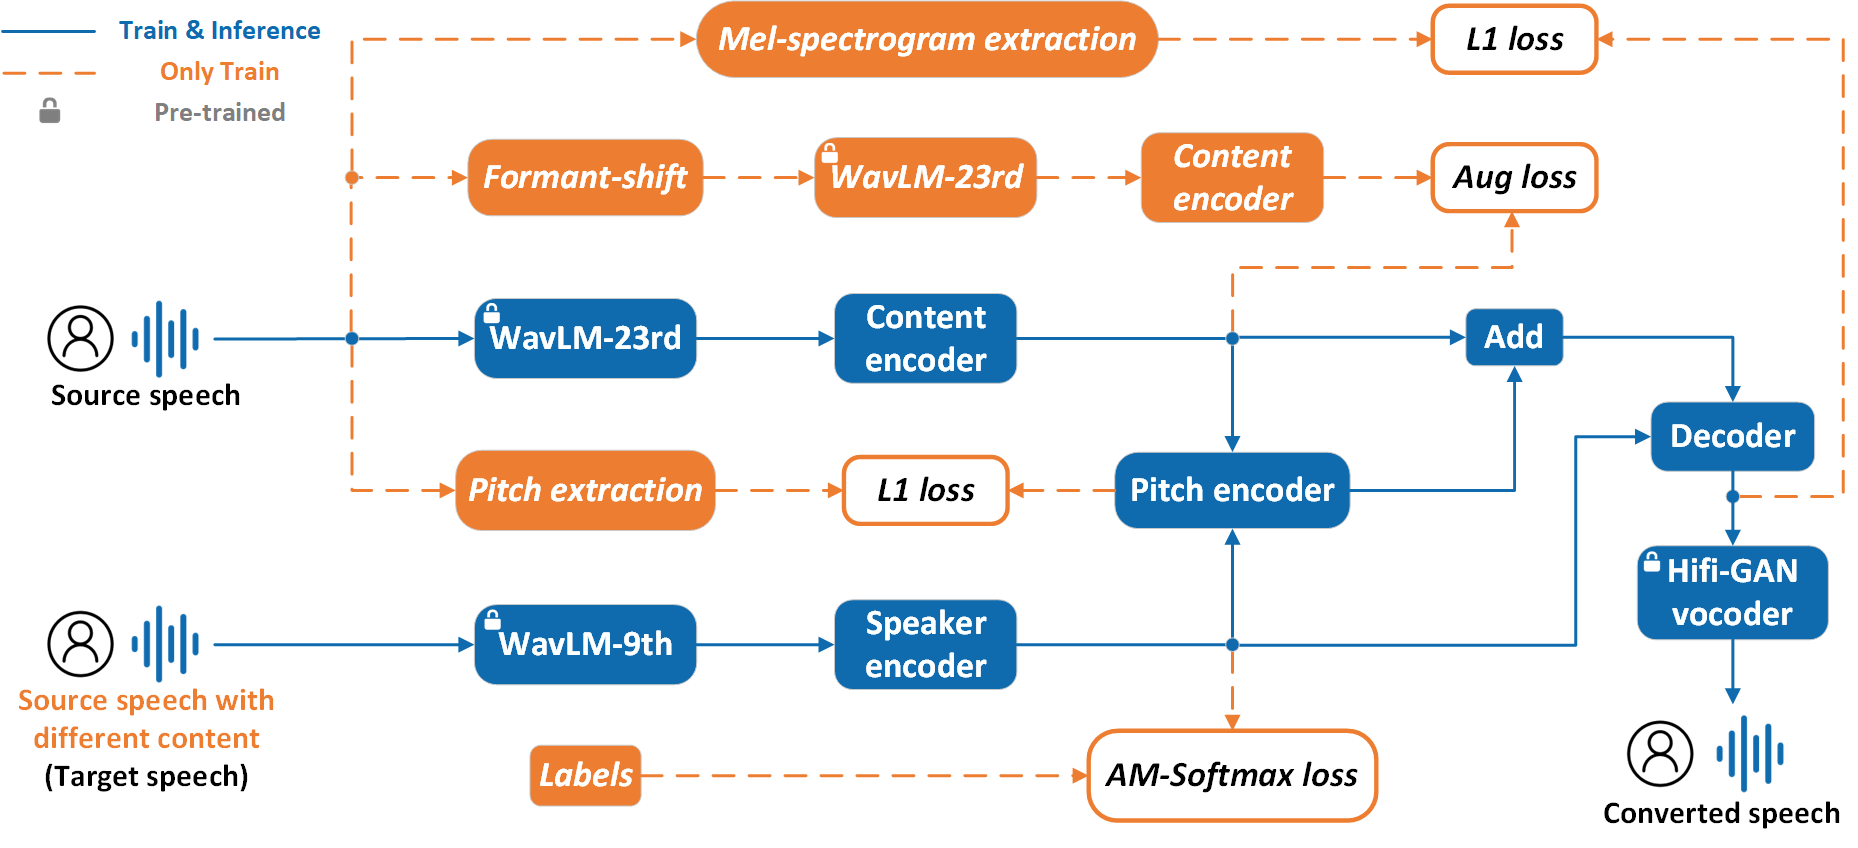 Train & Inference
Only Train
Pre-trained
Mel-spectrogram extraction
L1 loss
Formant-shift
WavLM-23rd
Content
encoder
Aug loss
Source speech
WavLM-23rd
Content
encoder
Add
Decoder
Pitch extraction
L1 loss
Pitch encoder
Hifi-GAN
vocoder
WavLM-9th
Speaker
encoder
Source speech with
different content
(Target speech)
Labels
AM-Softmax loss
Converted speech